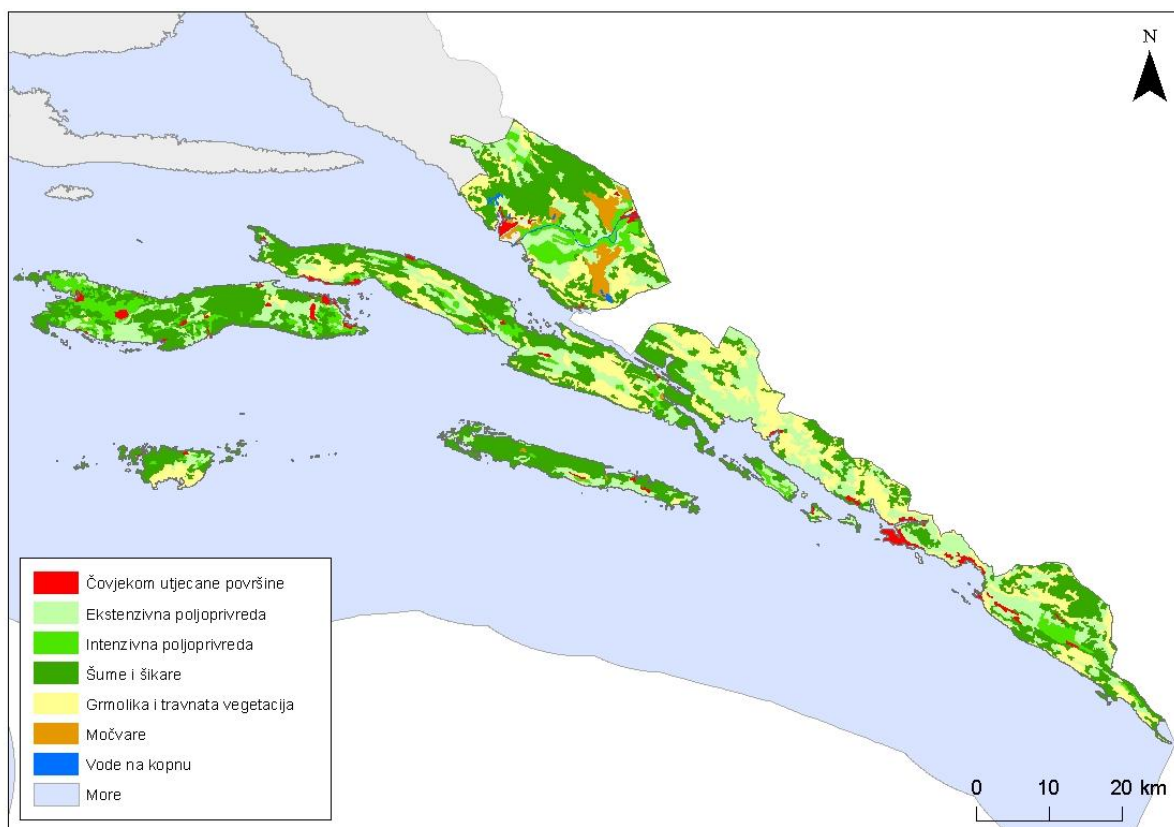 N
Čovjekom utjecane površine
Ekstenzivna poljoprivreda
Intenzivna poljoprivreda
Šume i šikare
Grmolika i travnata vegetacija
Močvare
Vode na kopnu
More
0 10 20 km